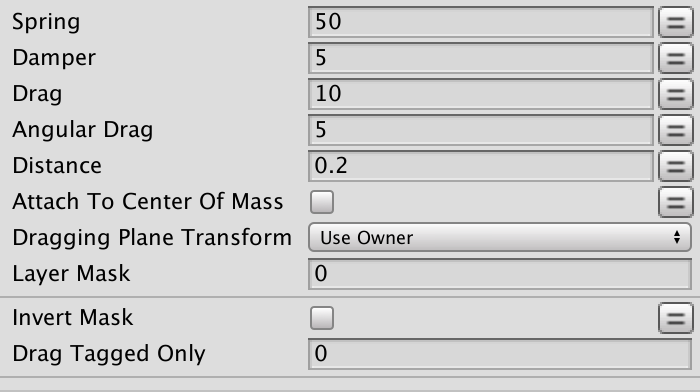 Spring 50
Damper 5
Drag 10
Angular Drag 5
Distance 0.2
Attach To Center Of Mass
Dragging Plane Transform Use Owner
Layer Mask 0
Invert Mask
Drag Tagged Only 0